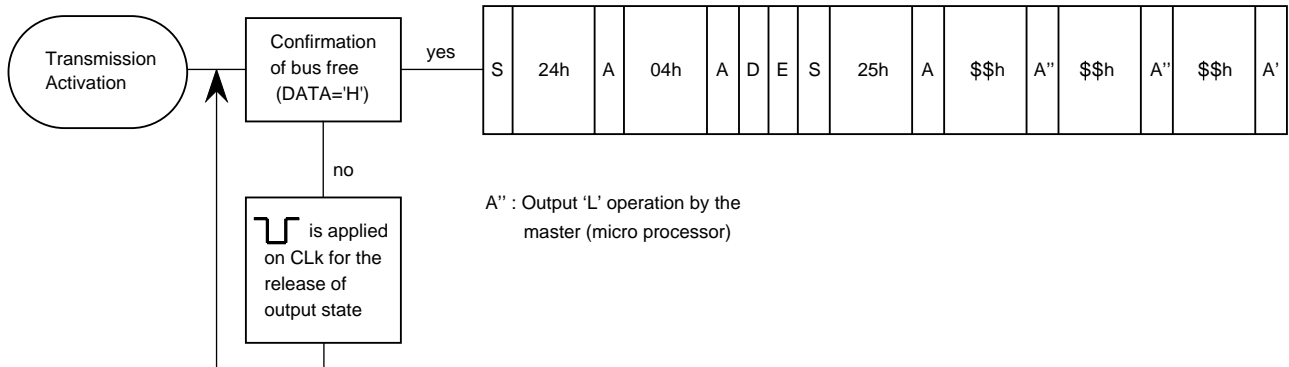 Transmission
Activation
Confirmation
of bus free
(DATA='H')
yes
S 24h A 04h A D E S 25h A $$h A'' $$h A'' $$h A'
no
is applied
on CLk for the
release of
output state
A'' : Output ‘L’ operation by the
master (micro processor)